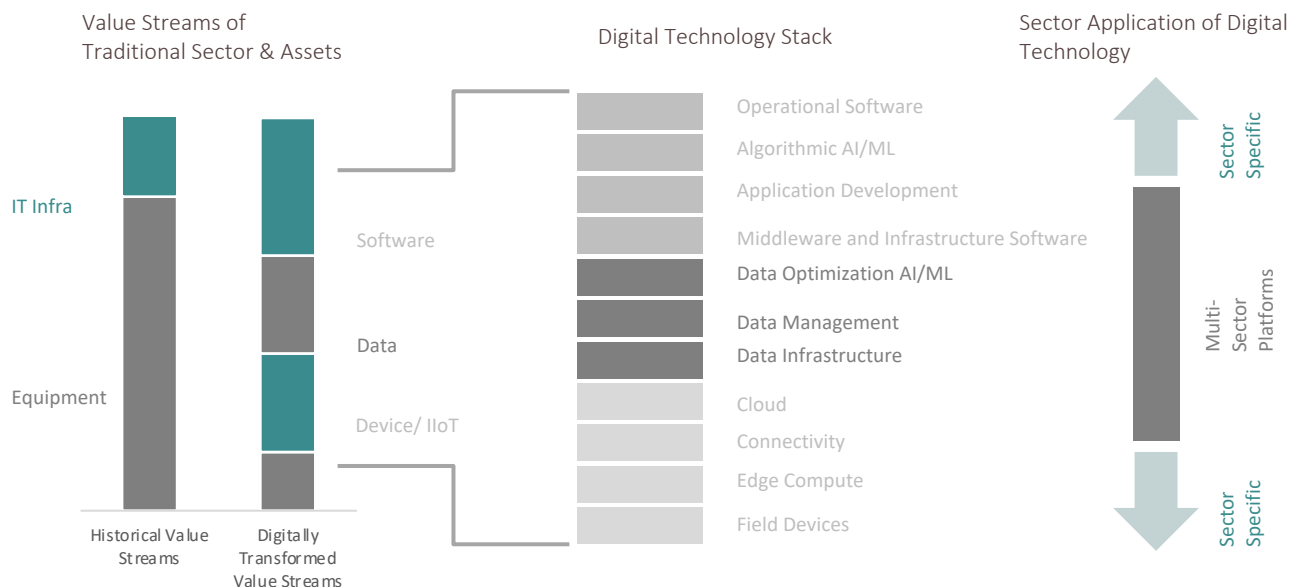 Value Streams of
Traditional Sector & Assets
Digital Technology Stack
Sector Application of Digital
Technology
IT Infra
Equipment
Software
Data
Device/ IIoT
Historical Value
Streams
Digitally
Transformed
Value Streams
Operational Software
Algorithmic AI/ML
Application Development
Middleware and Infrastructure Software
Data Optimization AI/ML
Data Management
Data Infrastructure
Cloud
Connectivity
Edge Compute
Field Devices
Sector
Specific
Multi-
Sector
Platforms
Sector
Specific